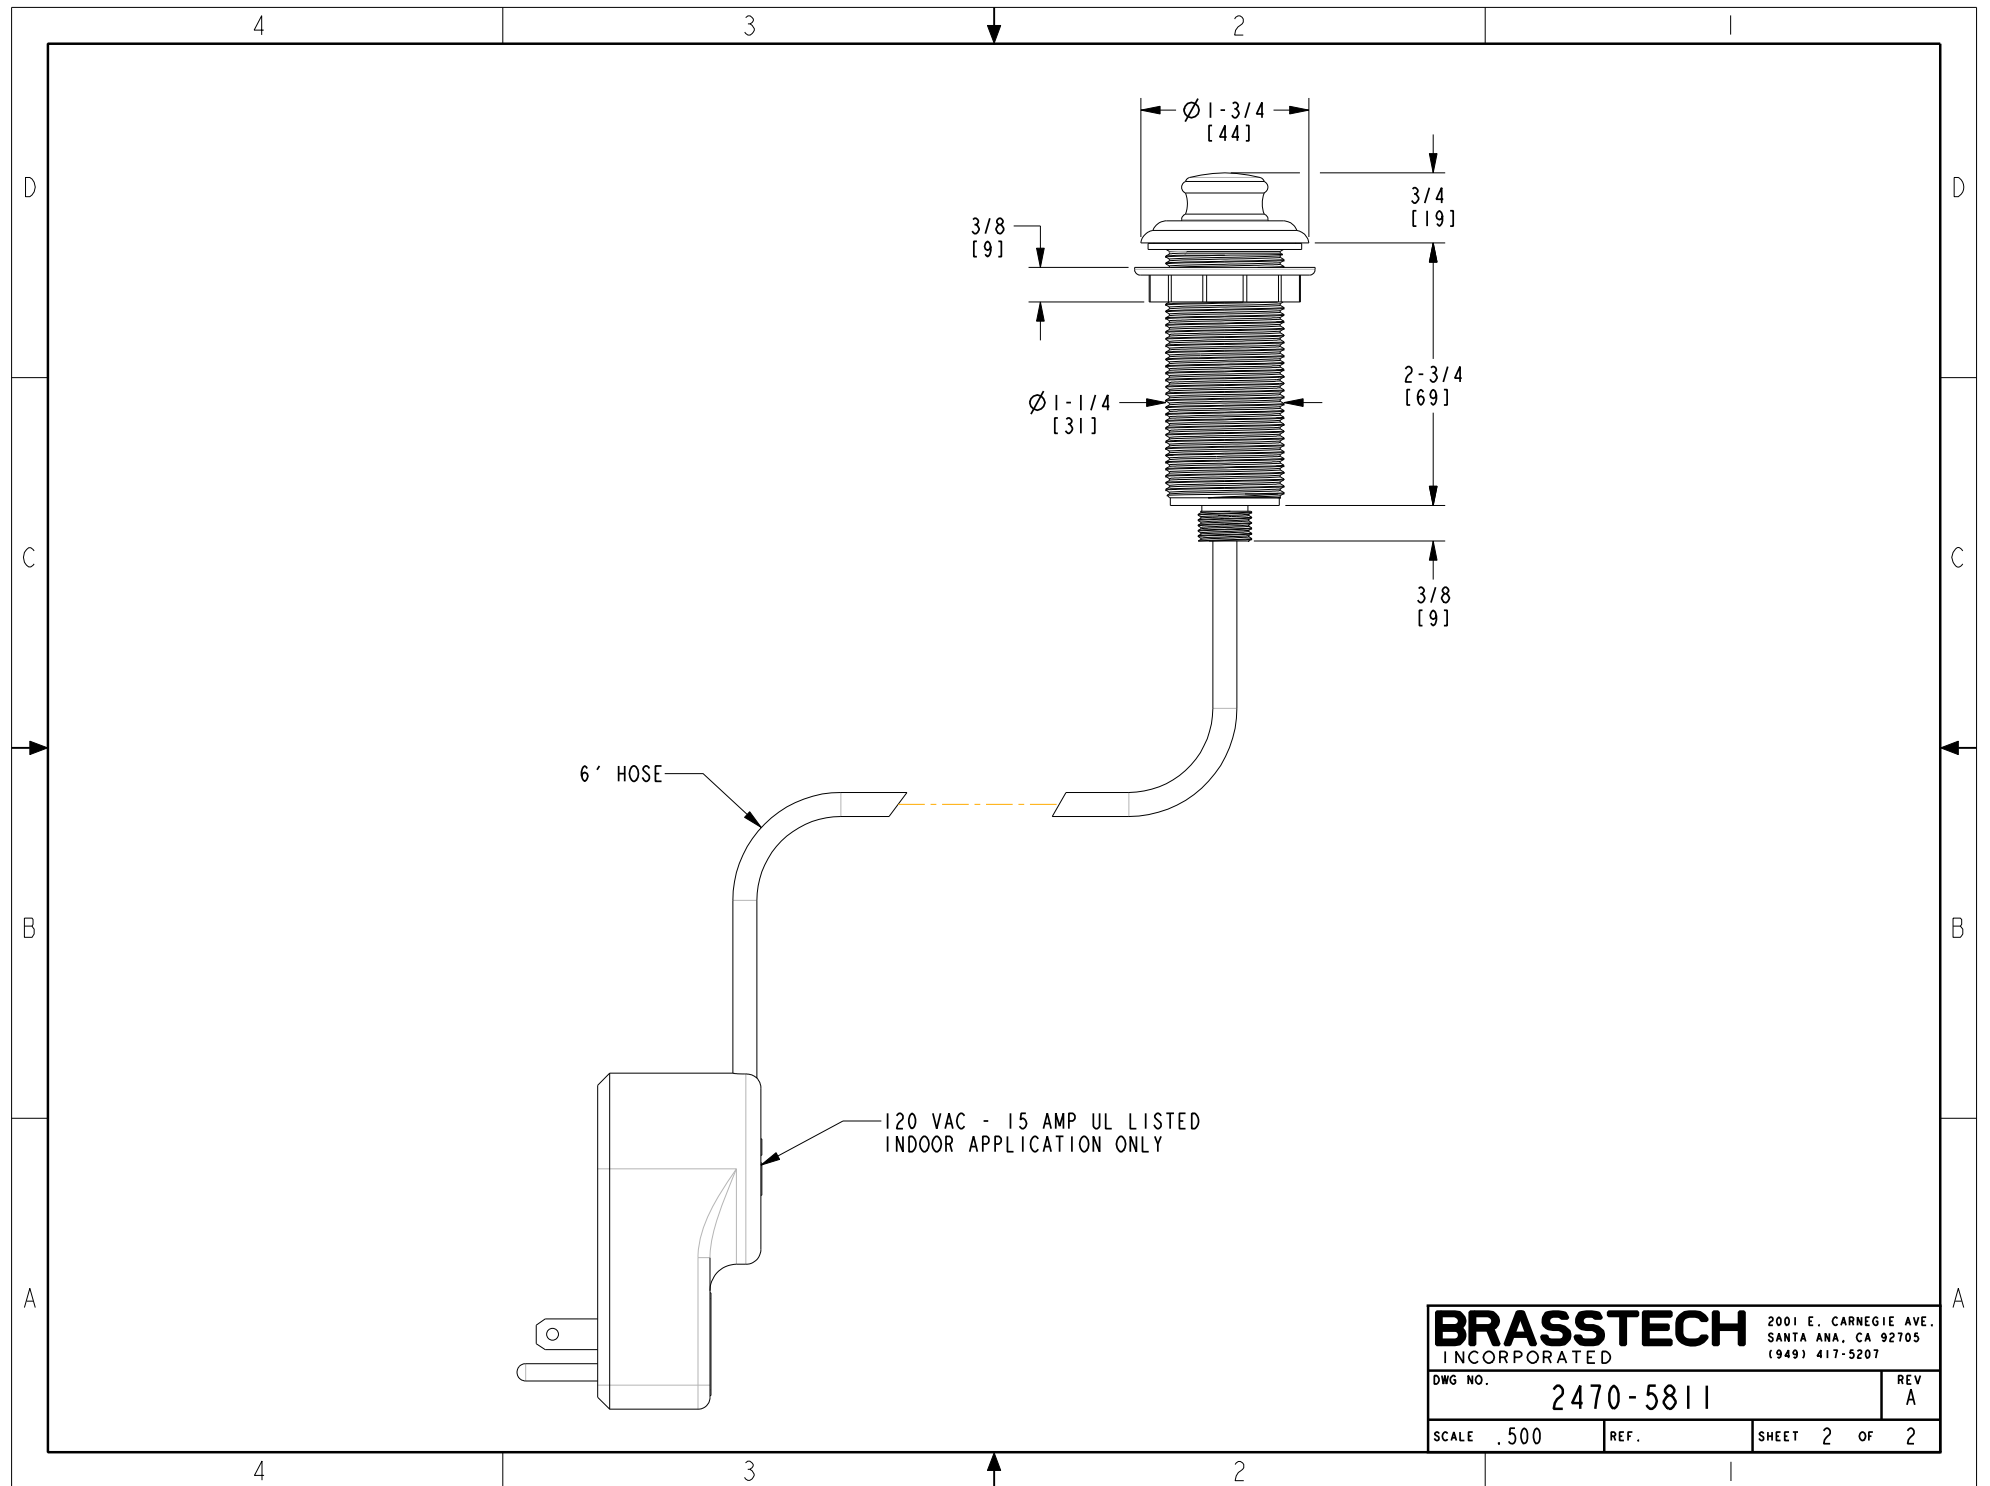 4 3 2 1
D D
Ø1-3/4
[44]
3/4
[19]
3/8
[9]
2-3/4
[69]
Ø1-1/4
[31]
C C
3/8
[9]
6' HOSE
B B
120 VAC - 15 AMP UL LISTED
INDOOR APPLICATION ONLY
A A
BRASSTECH
INCORPORATED
2001 E. CARNEGIE AVE.
SANTA ANA, CA 92705
(949) 417-5207
DWG NO.
2470-5811
REV
A
SCALE .500
REF.
SHEET 2 OF 2
4 3 2 1